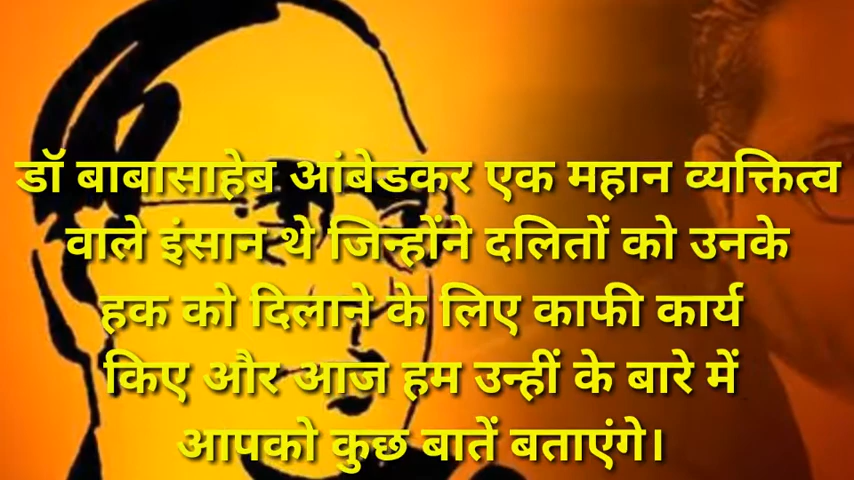 डॉ बाबासाहेब आंबेडकर एक महान व्यक्तित्व
वाले इंसान थे जिन्होंने दलितों को उनके
हक को दिलाने के लिए काफी कार्य
किए और आज हम उन्हीं के बारे में
आपको कुछ बातें बताएंगे।